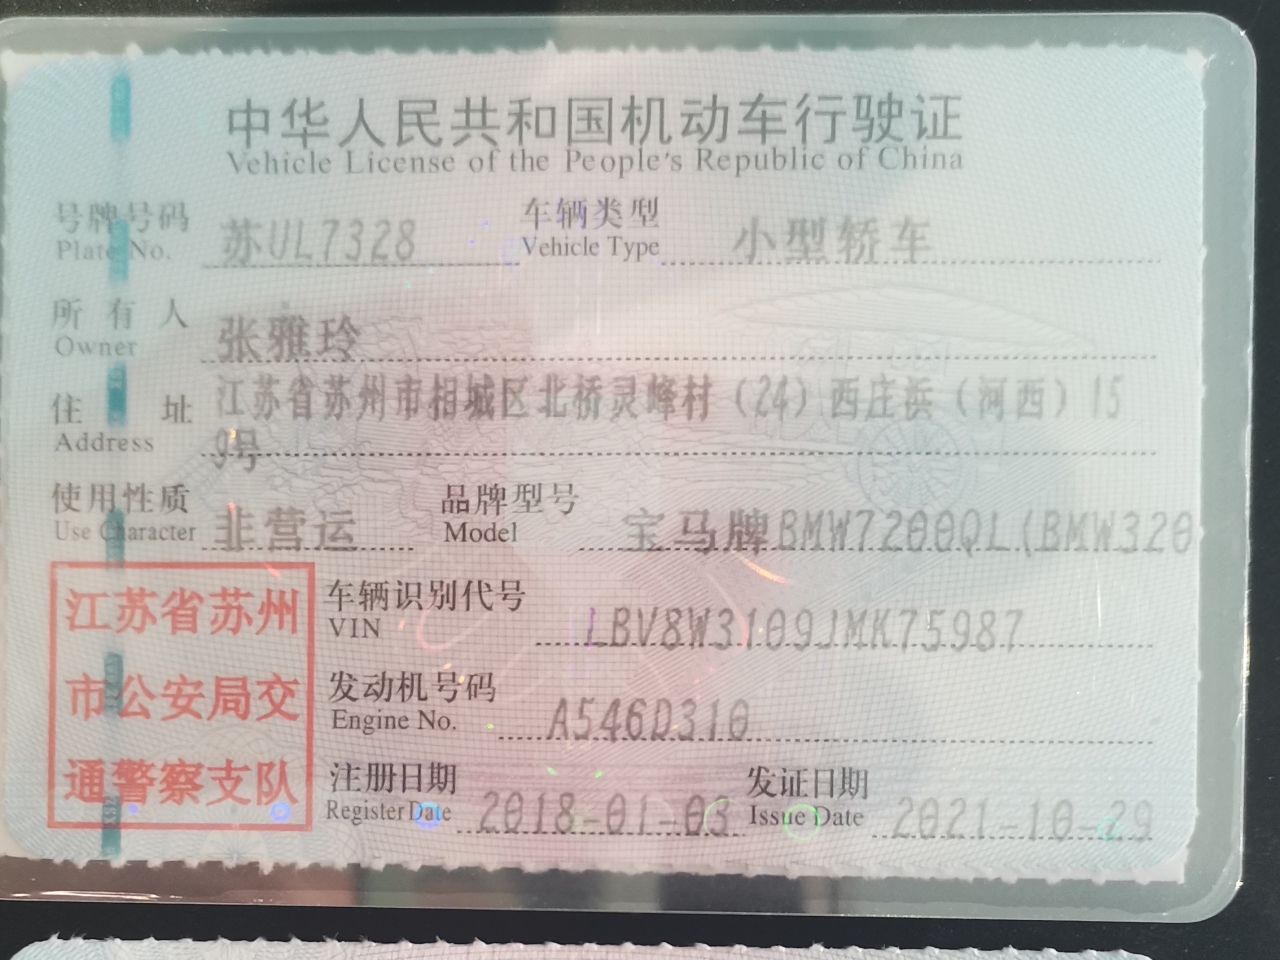 中华人民共和国机动车行驶证
Vehicle License of the People's Republic of China
号牌号码 苏UL7328 车辆类型 小型轿车
Plate No. Vehicle Type
所有人 张雅玲
Owner
住址 江苏省苏州市相城区北桥灵峰村（24）西庄浜（河西）15
Address 9号
使用性质 非营运 品牌型号 宝马牌BMW7200QL(BMW320
Use Character Model
江苏省苏州
市公安局交
通警察支队
车辆识别代号 LBV8W3109JMK75987
VIN
发动机号码 A546D310
Engine No.
注册日期 2018-01-03 发证日期 2021-10-29
Register Date Issue Date